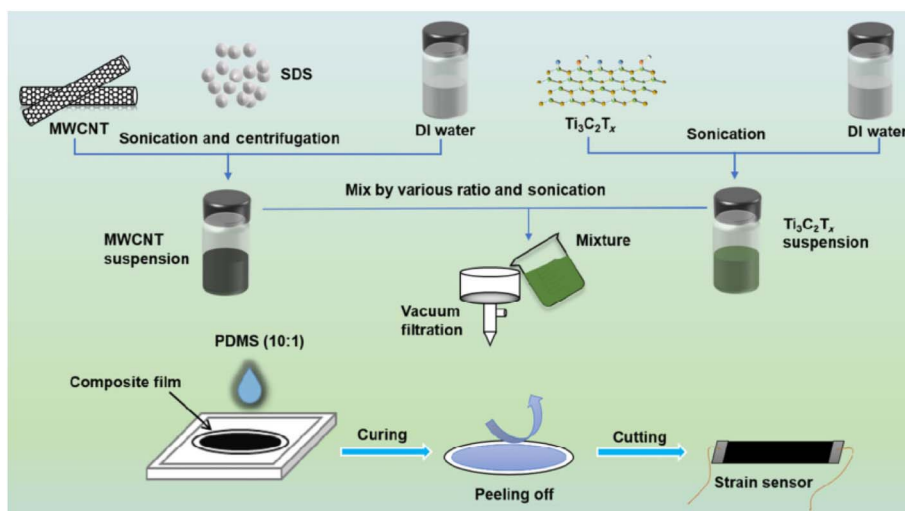 SDS
MWCNT
DI water
Ti₃C₂Tₓ
DI water
Sonication and centrifugation
Sonication
Mix by various ratio and sonication
MWCNT
suspension
Ti₃C₂Tₓ
suspension
Mixture
Vacuum
filtration
PDMS (10:1)
Composite film
Curing
Peeling off
Cutting
Strain sensor